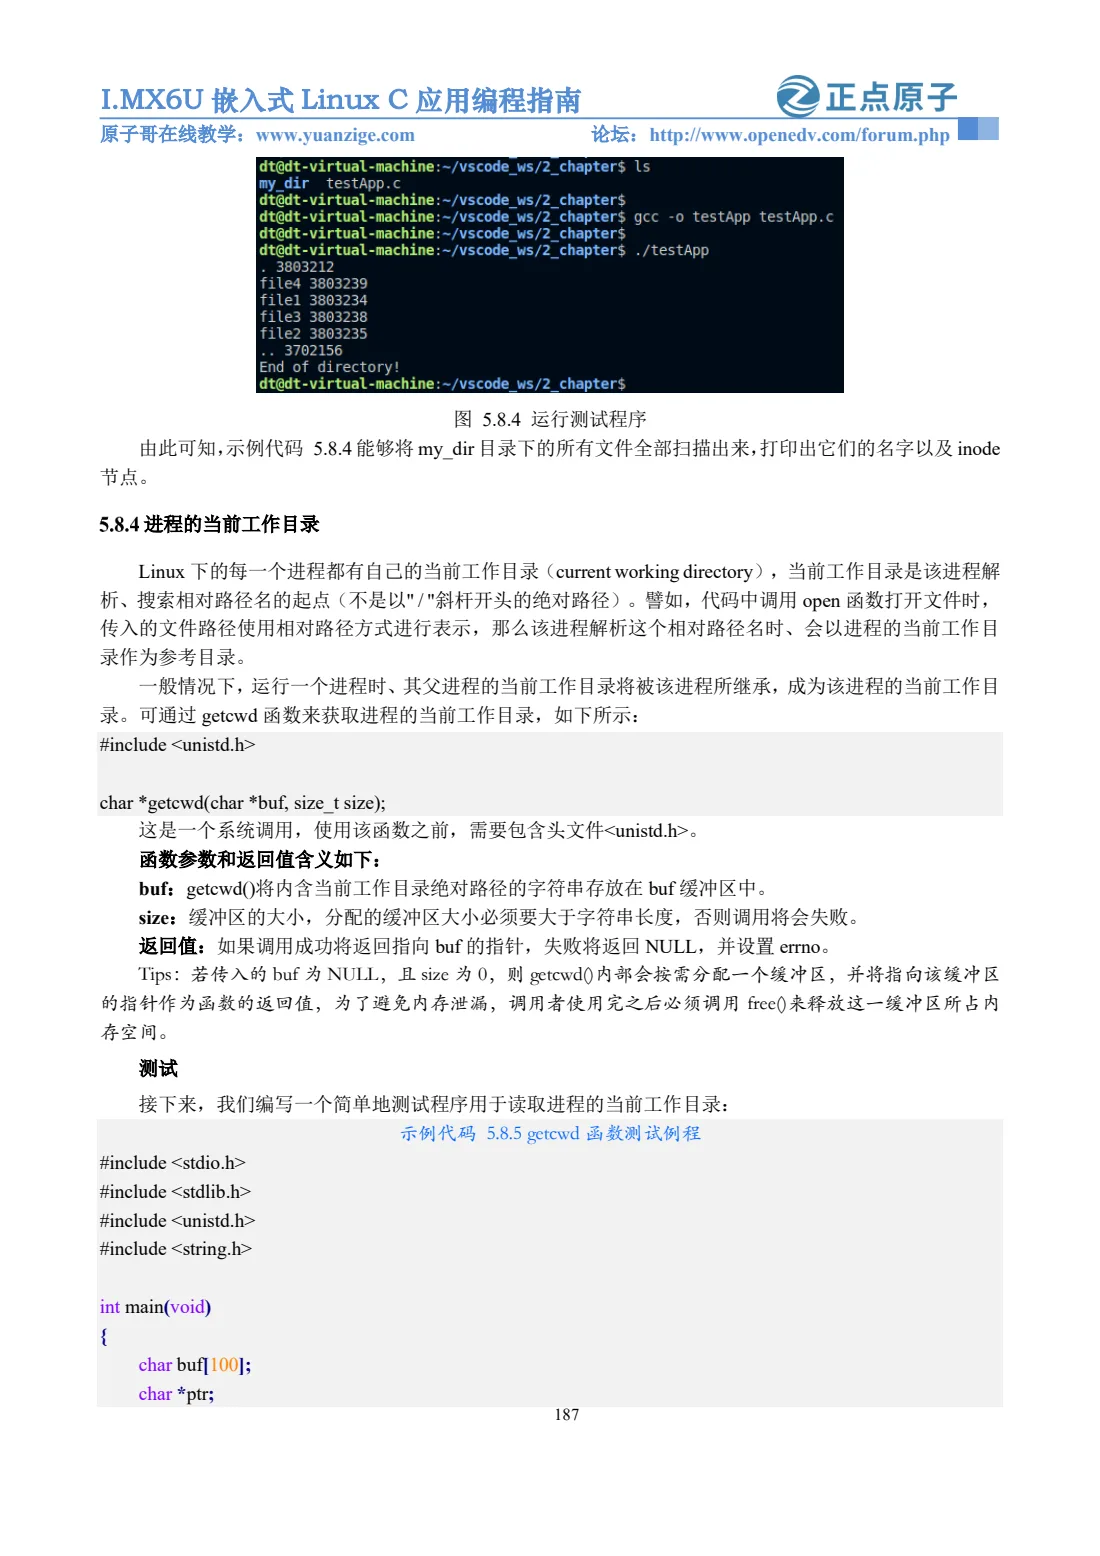 I.MX6U 嵌入式 Linux C 应用编程指南
正点原子
原子哥在线教学：www.yuanzige.com
论坛：http://www.openedv.com/forum.php
dt@dt-virtual-machine:~/vscode_ws/2_chapter$ ls
my_dir  testApp.c
dt@dt-virtual-machine:~/vscode_ws/2_chapter$
dt@dt-virtual-machine:~/vscode_ws/2_chapter$ gcc -o testApp testApp.c
dt@dt-virtual-machine:~/vscode_ws/2_chapter$
dt@dt-virtual-machine:~/vscode_ws/2_chapter$ ./testApp
. 3803212
file4 3803239
file1 3803234
file3 3803238
file2 3803235
.. 3702156
End of directory!
dt@dt-virtual-machine:~/vscode_ws/2_chapter$
图 5.8.4 运行测试程序
由此可知，示例代码 5.8.4 能够将 my_dir 目录下的所有文件全部扫描出来，打印出它们的名字以及 inode
节点。
5.8.4 进程的当前工作目录
Linux 下的每一个进程都有自己的当前工作目录（current working directory），当前工作目录是该进程解
析、搜索相对路径名的起点（不是以" / "斜杆开头的绝对路径）。譬如，代码中调用 open 函数打开文件时，
传入的文件路径使用相对路径方式进行表示，那么该进程解析这个相对路径名时、会以进程的当前工作目
录作为参考目录。
一般情况下，运行一个进程时、其父进程的当前工作目录将被该进程所继承，成为该进程的当前工作目
录。可通过 getcwd 函数来获取进程的当前工作目录，如下所示：
#include <unistd.h>
char *getcwd(char *buf, size_t size);
这是一个系统调用，使用该函数之前，需要包含头文件<unistd.h>。
函数参数和返回值含义如下：
buf：getcwd()将内含当前工作目录绝对路径的字符串存放在 buf 缓冲区中。
size：缓冲区的大小，分配的缓冲区大小必须要大于字符串长度，否则调用将会失败。
返回值：如果调用成功将返回指向 buf 的指针，失败将返回 NULL，并设置 errno。
Tips：若传入的 buf 为 NULL，且 size 为 0，则 getcwd()内部会按需分配一个缓冲区，并将指向该缓冲区
的指针作为函数的返回值，为了避免内存泄漏，调用者使用完之后必须调用 free()来释放这一缓冲区所占内
存空间。
测试
接下来，我们编写一个简单地测试程序用于读取进程的当前工作目录：
示例代码 5.8.5 getcwd 函数测试例程
#include <stdio.h>
#include <stdlib.h>
#include <unistd.h>
#include <string.h>
int main(void)
{
char buf[100];
char *ptr;
187